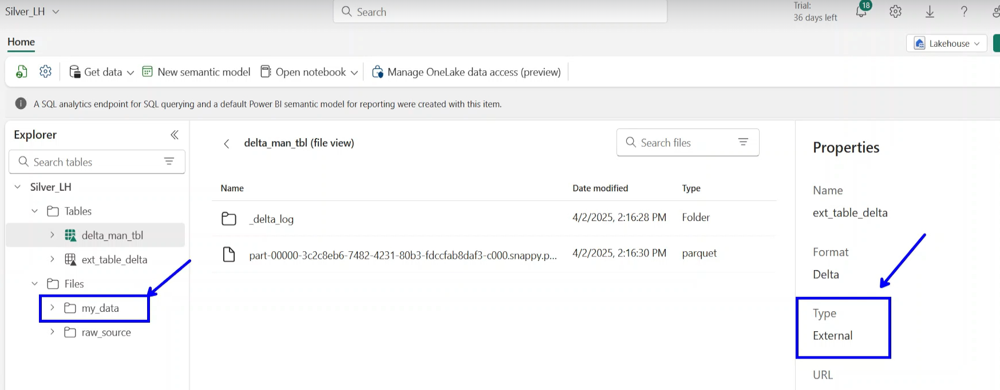 Silver_LH
Search
Trial:
36 days left
18
Home
Lakehouse
Get data
New semantic model
Open notebook
Manage OneLake data access (preview)
A SQL analytics endpoint for SQL querying and a default Power BI semantic model for reporting were created with this item.
Explorer
Search tables
Silver_LH
Tables
delta_man_tbl
ext_table_delta
Files
my_data
raw_source
delta_man_tbl (file view)
Search files
Name Date modified Type
_delta_log 4/2/2025, 2:16:28 PM Folder
part-00000-3c2c8eb6-7482-4231-80b3-fdccfab8daf3-c000.snappy.p... 4/2/2025, 2:16:30 PM parquet
Properties
Name
ext_table_delta
Format
Delta
Type
External
URL